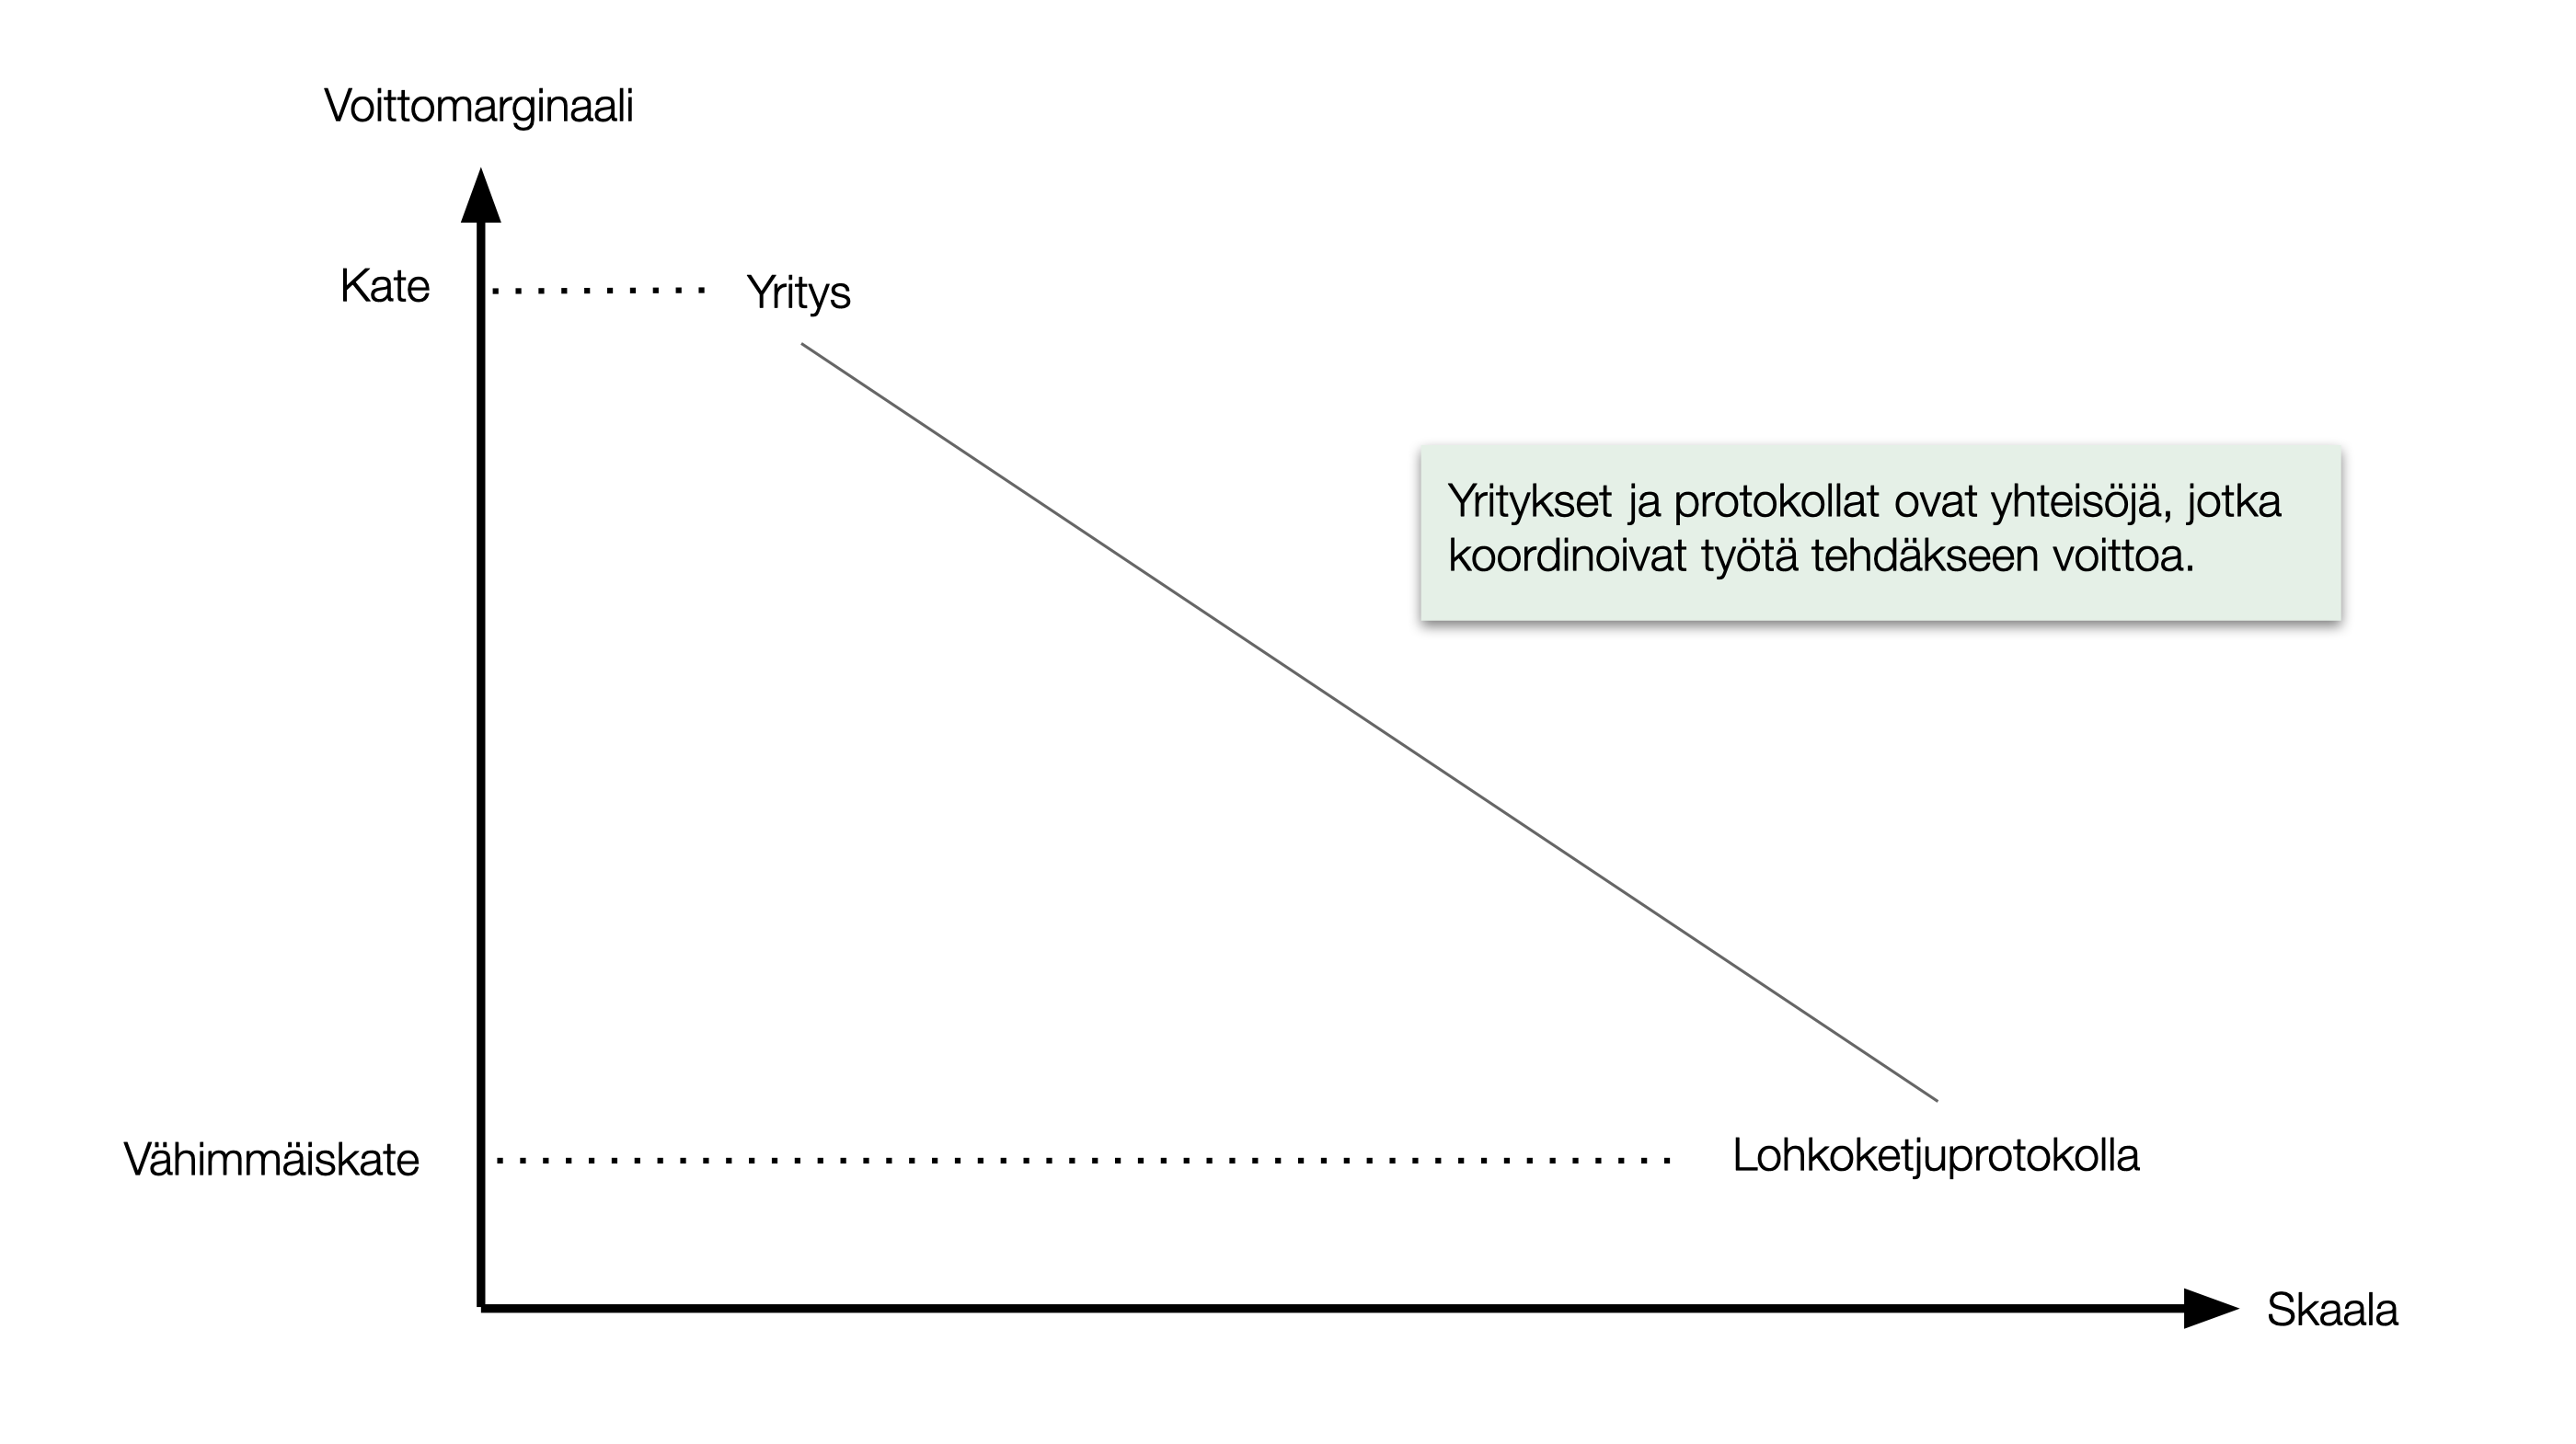 Voittomarginaali
Kate
Yritys
Yritykset ja protokollat ovat yhteisöjä, jotka
koordinoivat työtä tehdäkseen voittoa.
Vähimmäiskate
Lohkoketjuprotokolla
Skaala